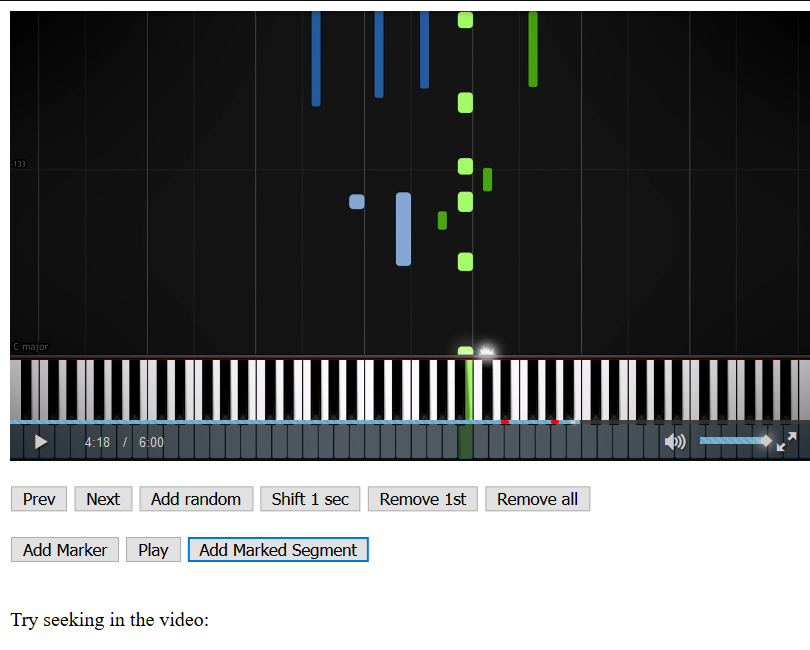 133
C major
4:18 / 6:00
Prev Next Add random Shift 1 sec Remove 1st Remove all
Add Marker Play Add Marked Segment
Try seeking in the video: